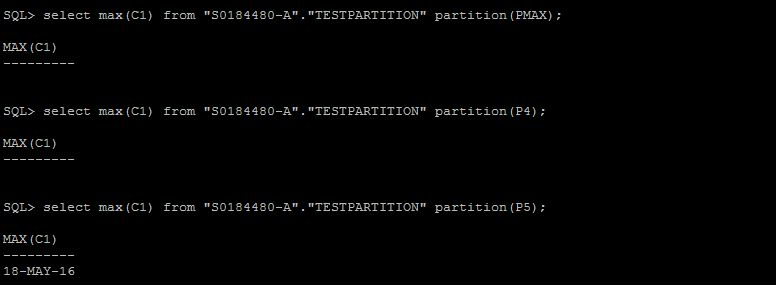 SQL> select max(C1) from "S0184480-A"."TESTPARTITION" partition(PMAX);
MAX(C1)
---------
SQL> select max(C1) from "S0184480-A"."TESTPARTITION" partition(P4);
MAX(C1)
---------
SQL> select max(C1) from "S0184480-A"."TESTPARTITION" partition(P5);
MAX(C1)
---------
18-MAY-16